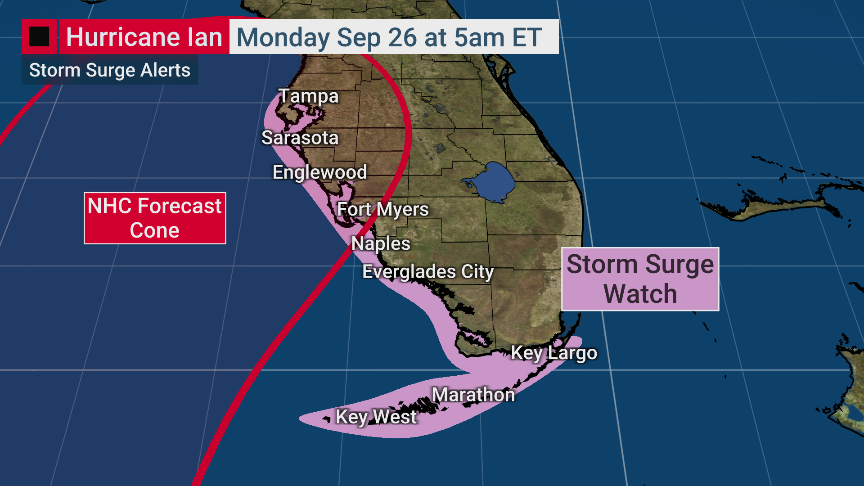 Hurricane Ian Monday Sep 26 at 5am ET
Storm Surge Alerts
Tampa
Sarasota
Englewood
NHC Forecast
Cone
Fort Myers
Naples
Everglades City
Storm Surge
Watch
Key Largo
Marathon
Key West